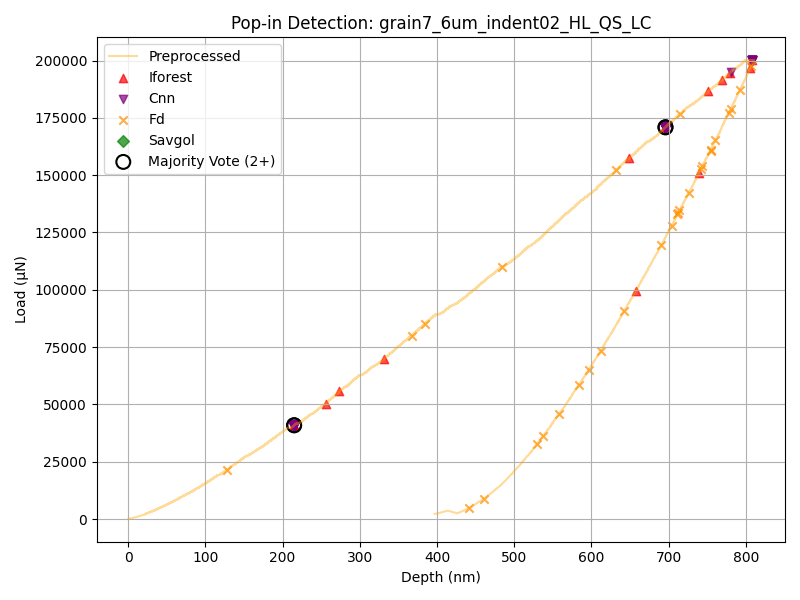 Pop-in Detection: grain7_6um_indent02_HL_QS_LC
Preprocessed
Iforest
Cnn
Fd
Savgol
Majority Vote (2+)
Load (µN)
200000
175000
150000
125000
100000
75000
50000
25000
0
0 100 200 300 400 500 600 700 800
Depth (nm)